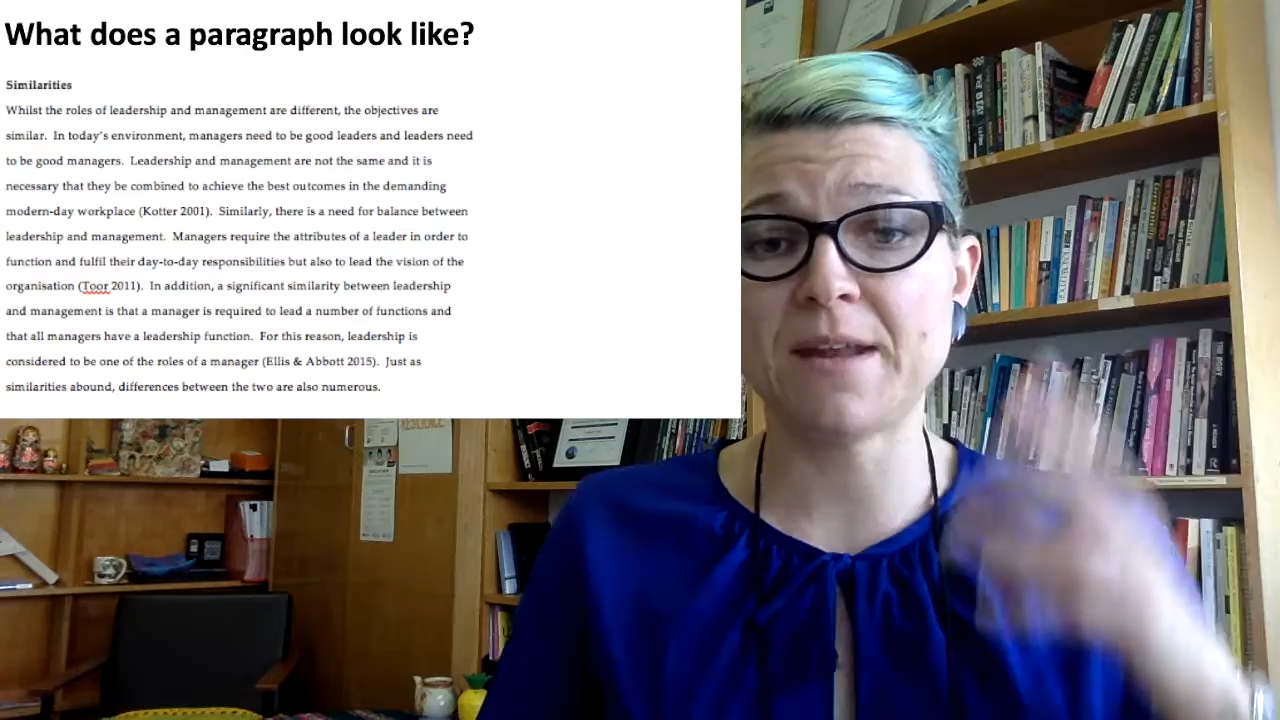 What does a paragraph look like?
Similarities
Whilst the roles of leadership and management are different, the objectives are
similar. In today's environment, managers need to be good leaders and leaders need
to be good managers. Leadership and management are not the same and it is
necessary that they be combined to achieve the best outcomes in the demanding
modern-day workplace (Kotter 2001). Similarly, there is a need for balance between
leadership and management. Managers require the attributes of a leader in order to
function and fulfil their day-to-day responsibilities but also to lead the vision of the
organisation (Toor 2011). In addition, a significant similarity between leadership
and management is that a manager is required to lead a number of functions and
that all managers have a leadership function. For this reason, leadership is
considered to be one of the roles of a manager (Ellis & Abbott 2015). Just as
similarities abound, differences between the two are also numerous.